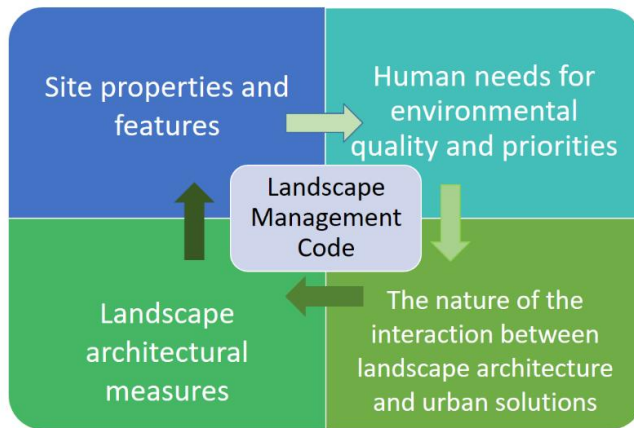 Site properties and
features
Human needs for
environmental
quality and priorities
Landscape
Management
Code
Landscape
architectural
measures
The nature of the
interaction between
landscape architecture
and urban solutions